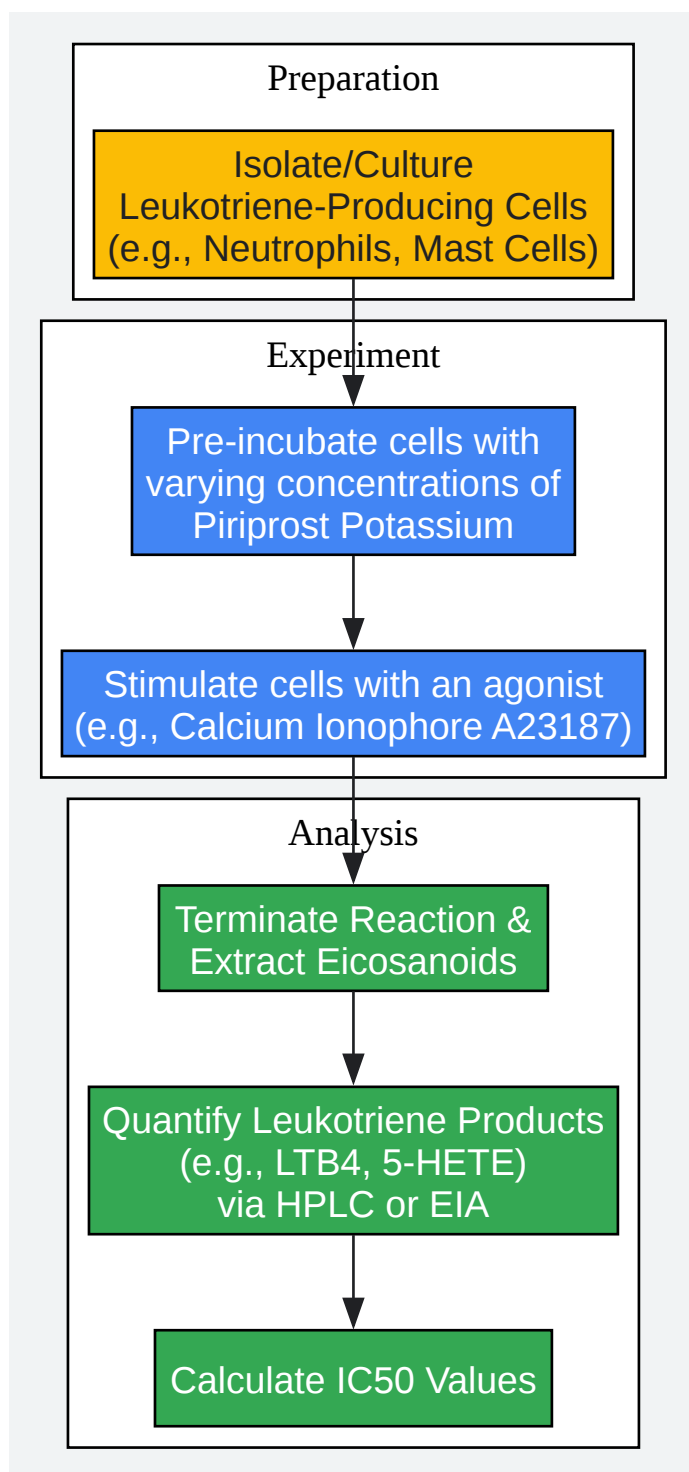 Preparation
Isolate/Culture
Leukotriene-Producing Cells
(e.g., Neutrophils, Mast Cells)
Experiment
Pre-incubate cells with
varying concentrations of
Piriprost Potassium
Stimulate cells with an agonist
(e.g., Calcium Ionophore A23187)
Analysis
Terminate Reaction &
Extract Eicosanoids
Quantify Leukotriene Products
(e.g., LTB4, 5-HETE)
via HPLC or EIA
Calculate IC50 Values